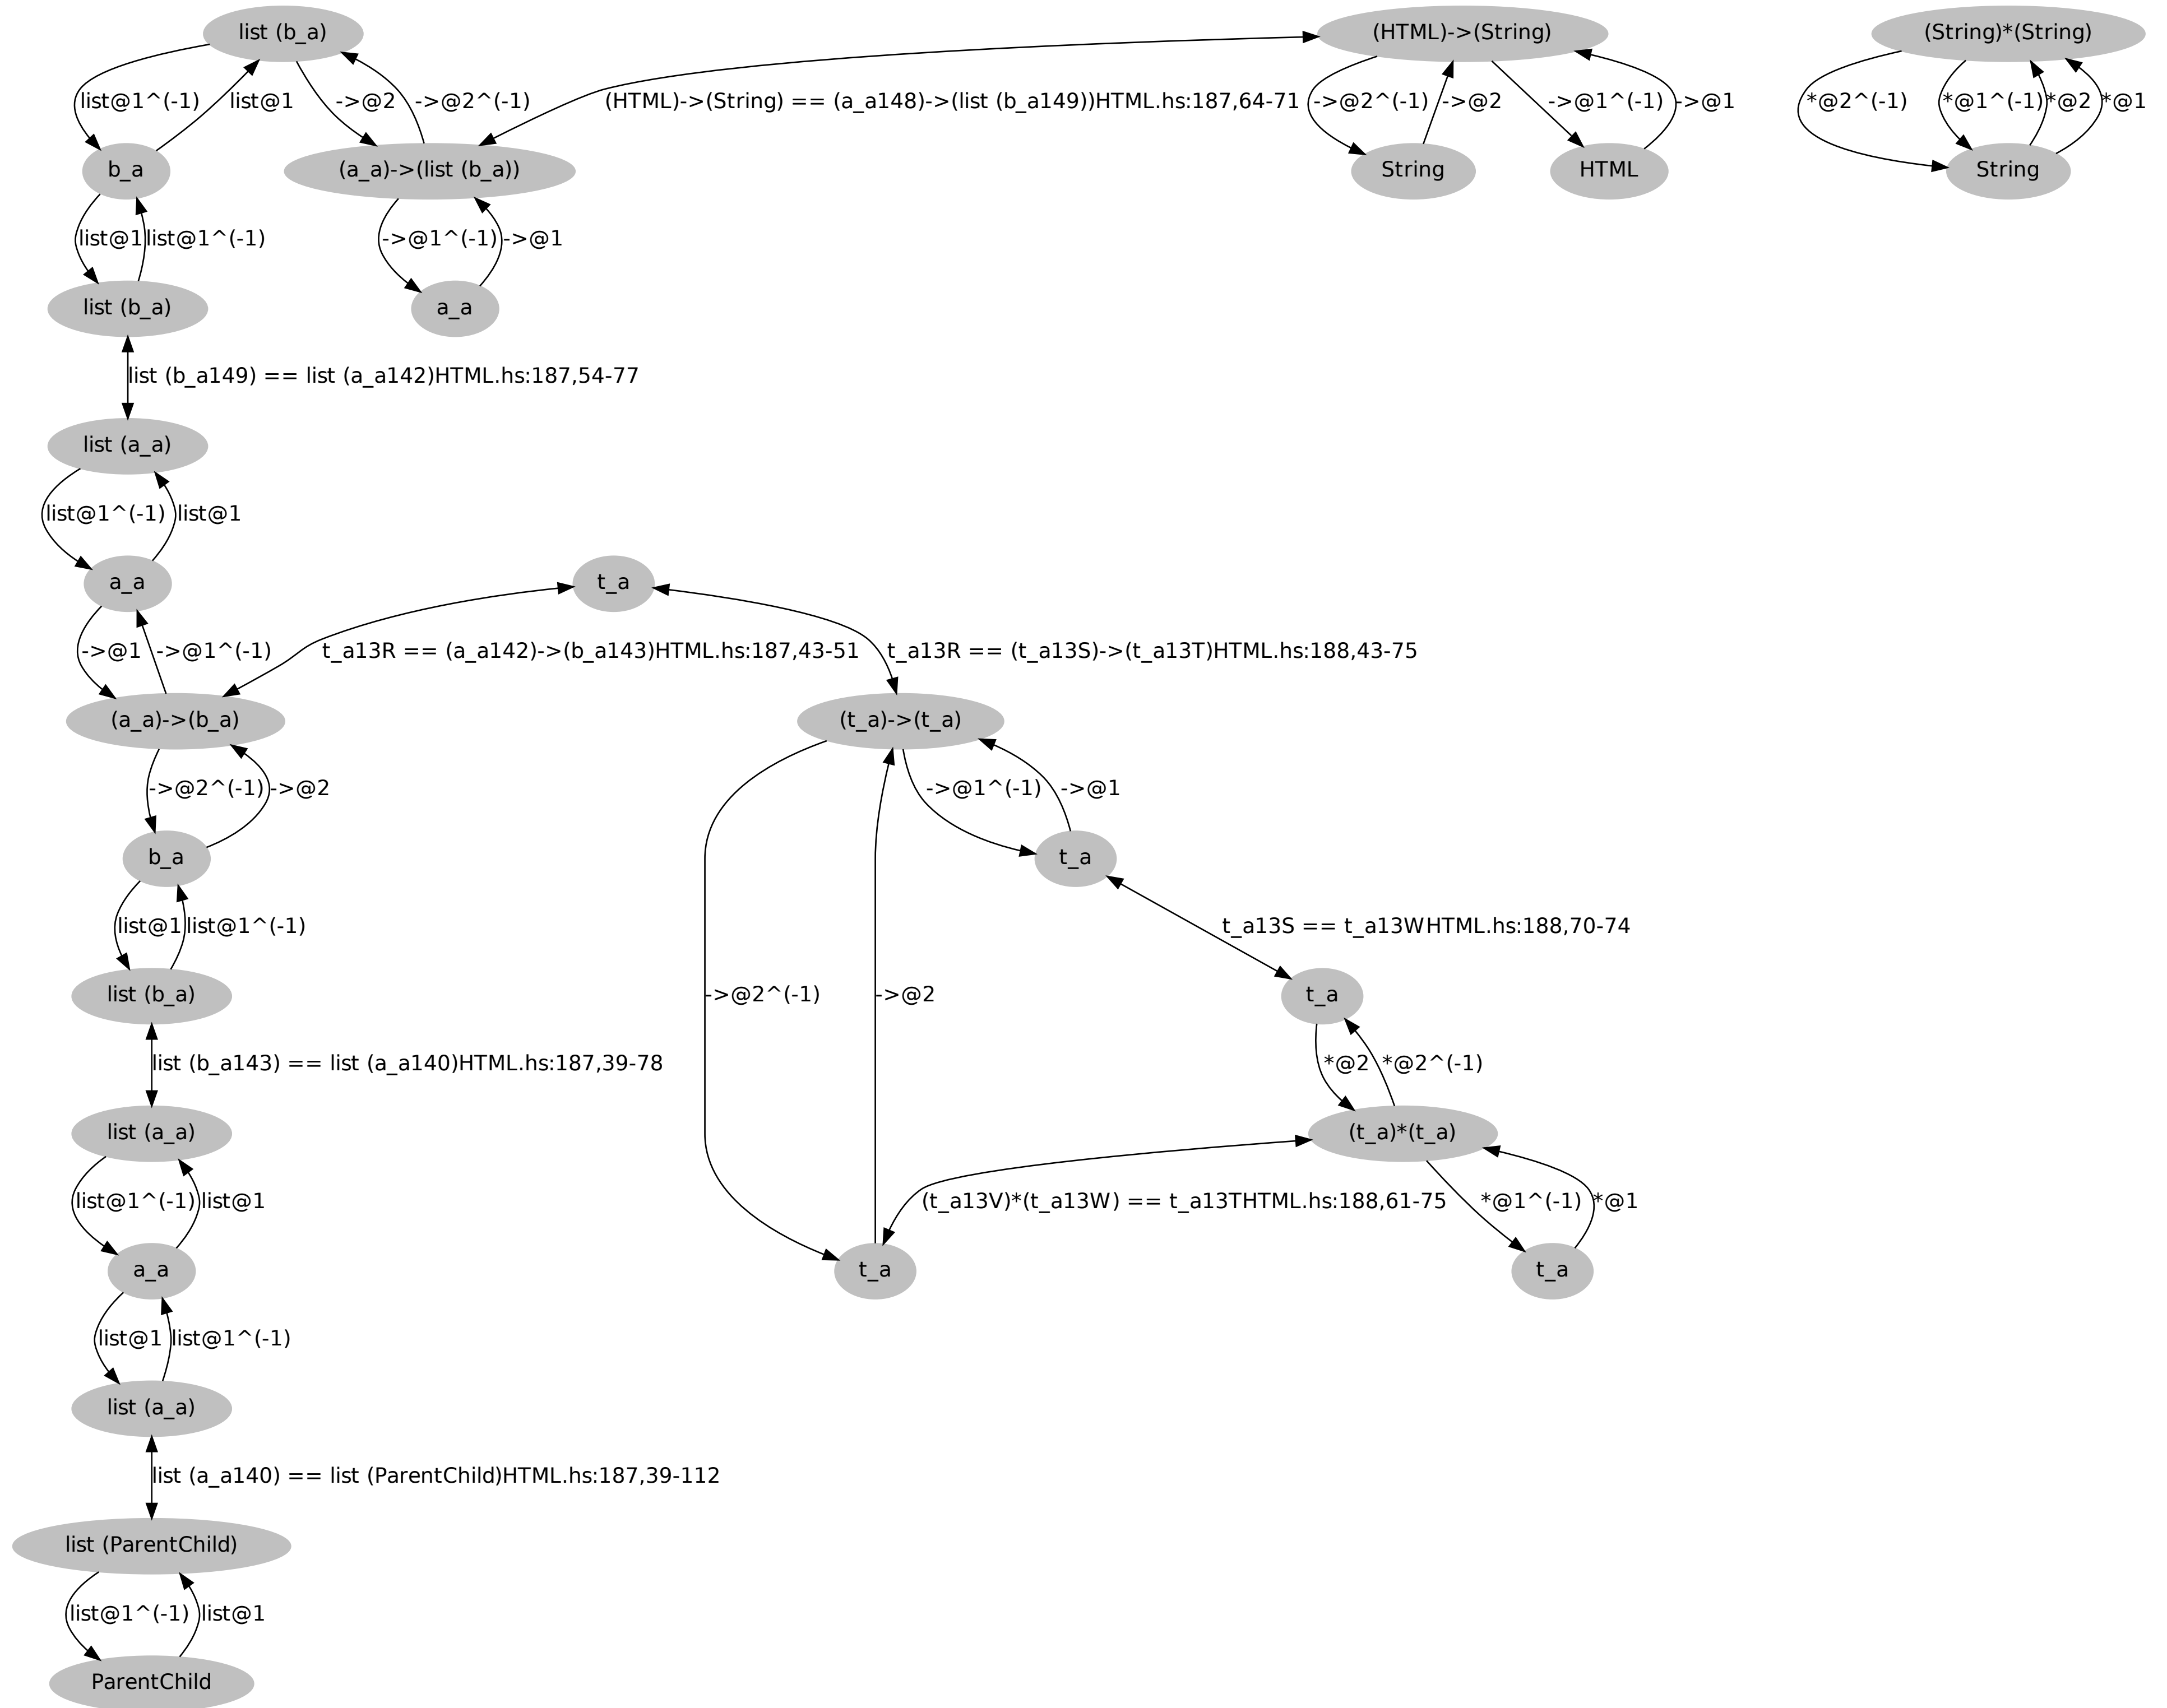 list (b_a)
(HTML)->(String)
(String)*(String)
list@1^(-1)
list@1
->@2
->@2^(-1)
(HTML)->(String) == (a_a148)->(list (b_a149))HTML.hs:187,64-71
->@2^(-1)
->@2
->@1^(-1)
->@1
*@2^(-1)
*@1^(-1)
*@2
*@1
b_a
(a_a)->(list (b_a))
String
HTML
String
list@1
list@1^(-1)
->@1^(-1)
->@1
list (b_a)
a_a
list (b_a149) == list (a_a142)HTML.hs:187,54-77
list (a_a)
list@1^(-1)
list@1
a_a
t_a
->@1
->@1^(-1)
t_a13R == (a_a142)->(b_a143)HTML.hs:187,43-51
t_a13R == (t_a13S)->(t_a13T)HTML.hs:188,43-75
(a_a)->(b_a)
(t_a)->(t_a)
->@2^(-1)
->@2
->@1^(-1)
->@1
b_a
t_a
list@1
list@1^(-1)
t_a13S == t_a13WHTML.hs:188,70-74
list (b_a)
->@2^(-1)
->@2
t_a
list (b_a143) == list (a_a140)HTML.hs:187,39-78
*@2
*@2^(-1)
list (a_a)
(t_a)*(t_a)
list@1^(-1)
list@1
(t_a13V)*(t_a13W) == t_a13THTML.hs:188,61-75
*@1^(-1)
*@1
a_a
t_a
t_a
list@1
list@1^(-1)
list (a_a)
list (a_a140) == list (ParentChild)HTML.hs:187,39-112
list (ParentChild)
list@1^(-1)
list@1
ParentChild